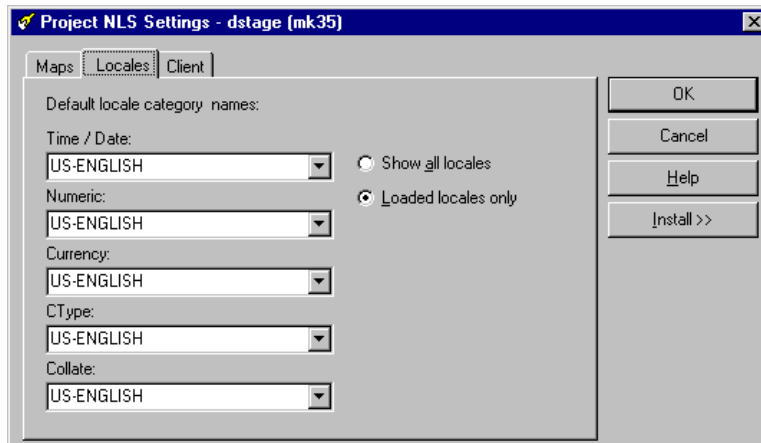 Project NLS Settings - dstage (mk35)
Maps Locales Client
Default locale category names:
Time / Date:
US-ENGLISH
Numeric:
US-ENGLISH
Currency:
US-ENGLISH
CType:
US-ENGLISH
Collate:
US-ENGLISH
Show all locales
Loaded locales only
OK
Cancel
Help
Install >>